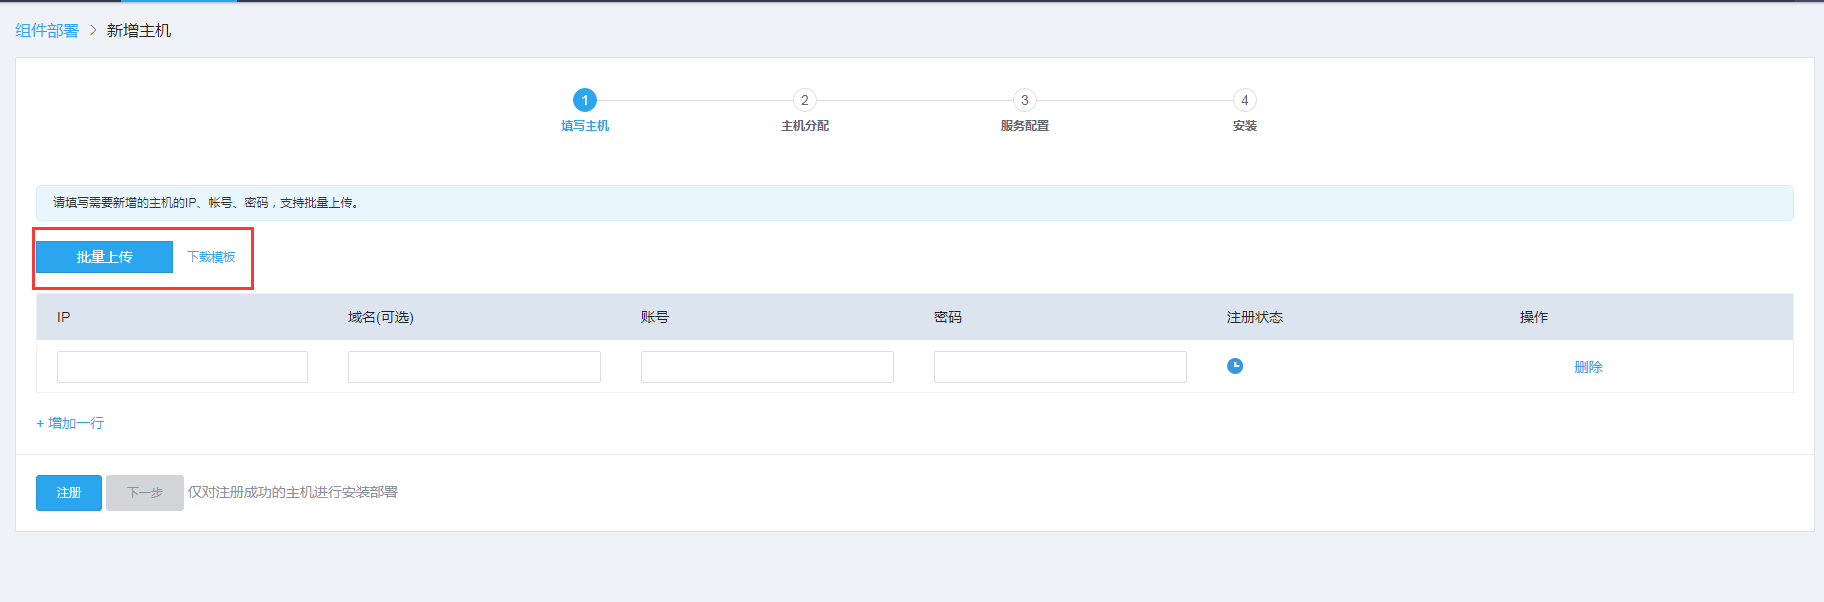 组件部署 > 新增主机
1 2 3 4
填写主机 主机分配 服务配置 安装
请填写需要新增的主机的IP、帐号、密码，支持批量上传。
批量上传 下载模板
IP 域名(可选) 账号 密码 注册状态 操作
删除
+ 增加一行
注册 下一步 仅对注册成功的主机进行安装部署